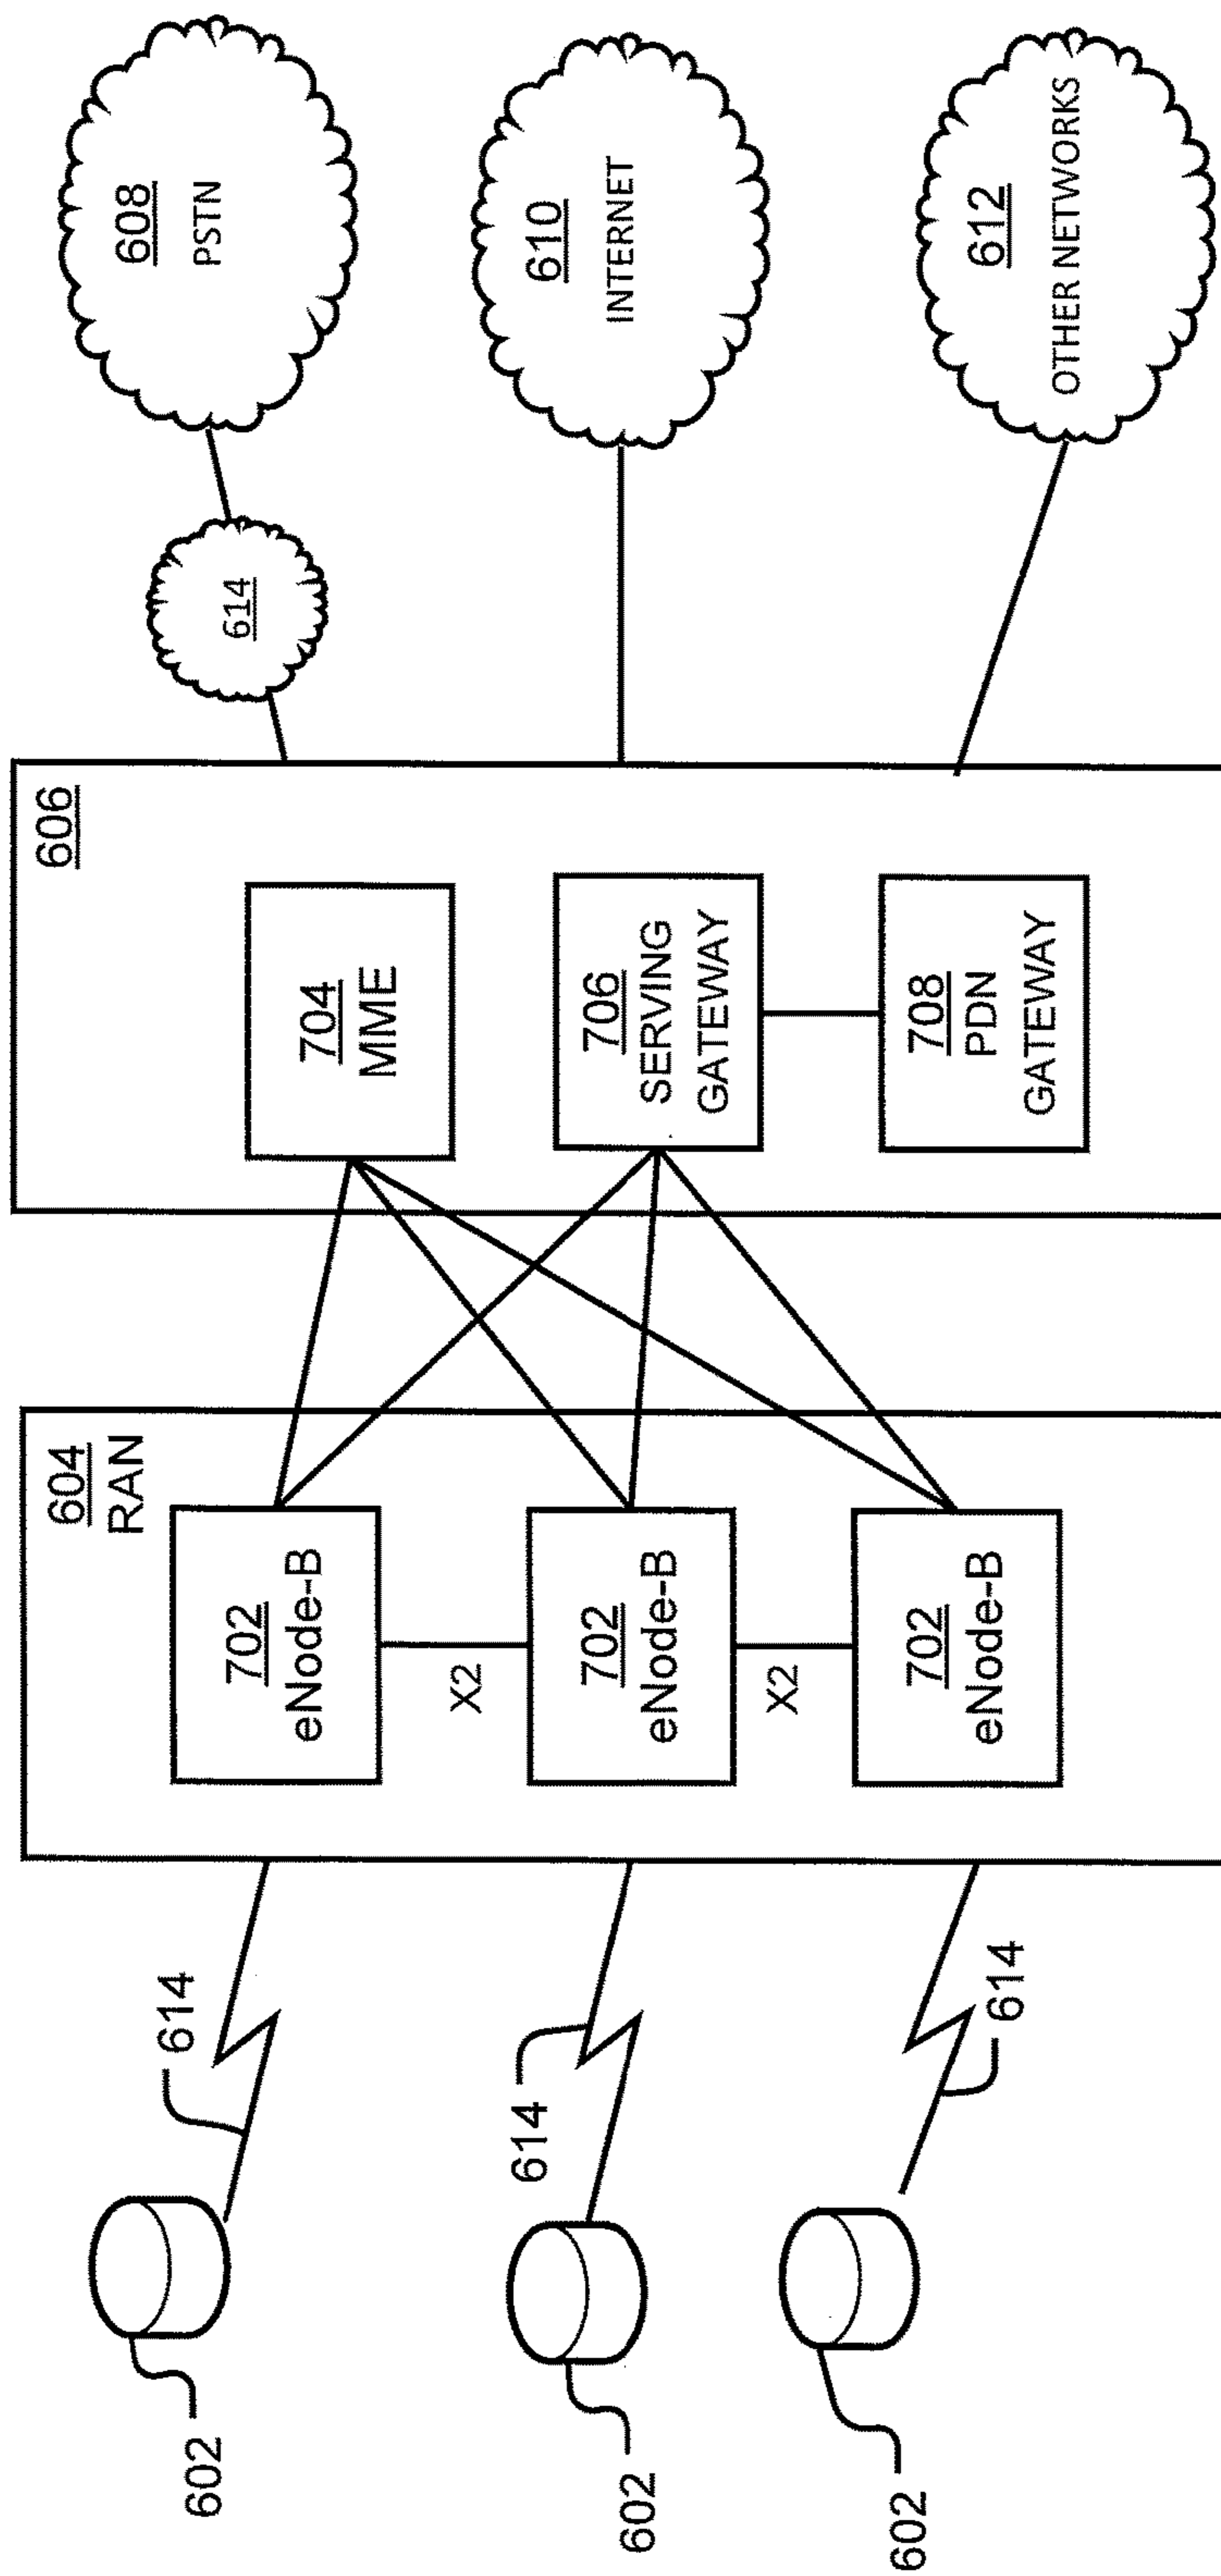 602
602
602
614
614
614
604
RAN
702
eNode-B
X2
702
eNode-B
X2
702
eNode-B
606
704
MME
706
SERVING
GATEWAY
708
PDN
GATEWAY
614
608
PSTN
610
INTERNET
612
OTHER NETWORKS